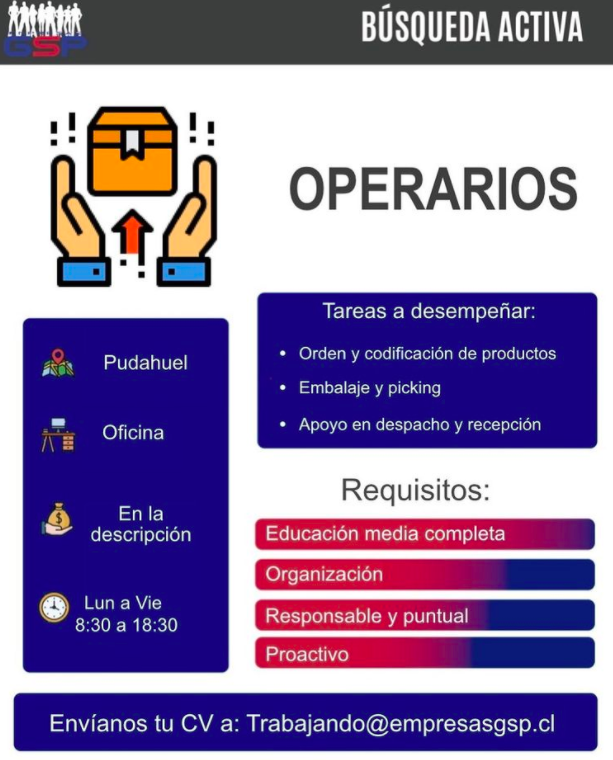 GSP
BÚSQUEDA ACTIVA
OPERARIOS
Pudahuel
Oficina
En la
descripción
Lun a Vie
8:30 a 18:30
Tareas a desempeñar:
• Orden y codificación de productos
• Embalaje y picking
• Apoyo en despacho y recepción
Requisitos:
Educación media completa
Organización
Responsable y puntual
Proactivo
Envíanos tu CV a: Trabajando@empresasgsp.cl